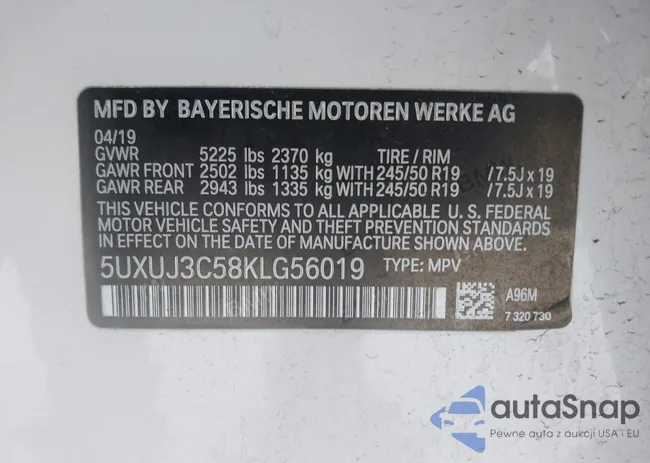 MFD BY BAYERISCHE MOTOREN WERKE AG
04/19
GVWR 5225 lbs 2370 kg TIRE / RIM
GAWR FRONT 2502 lbs 1135 kg WITH 245/50 R19 /7.5J x 19
GAWR REAR 2943 lbs 1335 kg WITH 245/50 R19 /7.5J x 19
THIS VEHICLE CONFORMS TO ALL APPLICABLE U. S. FEDERAL
MOTOR VEHICLE SAFETY AND THEFT PREVENTION STANDARDS
IN EFFECT ON THE DATE OF MANUFACTURE SHOWN ABOVE.
5UXUJ3C58KLG56019 TYPE: MPV
A96M
7 320 730
autoSnap
Pewne auta z aukcji USA i EU